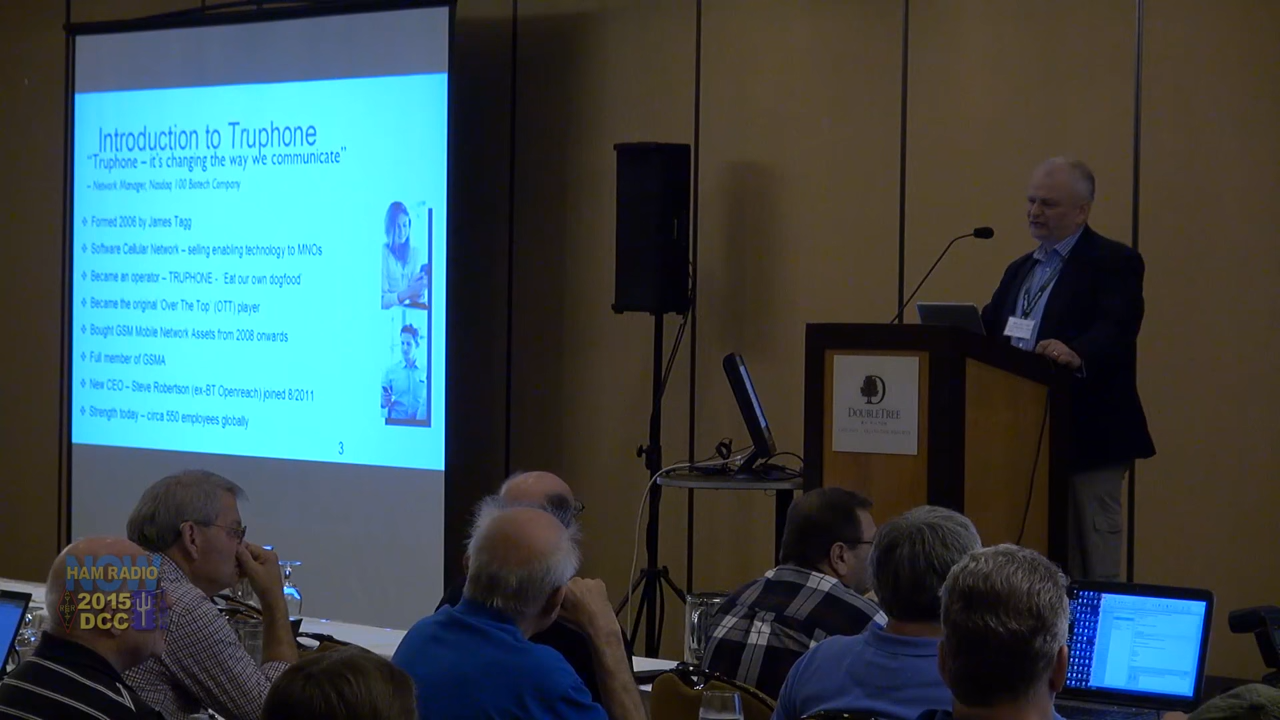 Introduction to Truphone
"Truphone – it's changing the way we communicate"
– Network Manager, Nasdaq 100 Biotech Company
Formed 2006 by James Tagg
Software Cellular Network – selling enabling technology to MNOs
Became an operator – TRUPHONE - 'Eat our own dogfood'
Became the original 'Over The Top' (OTT) player
Bought GSM Mobile Network Assets from 2008 onwards
Full member of GSMA
New CEO – Steve Robertson (ex-BT Openreach) joined 8/2011
Strength today – circa 550 employees globally
3
D
DOUBLETREE
BY HILTON
NOW
HAM RADIO
2015
DCC